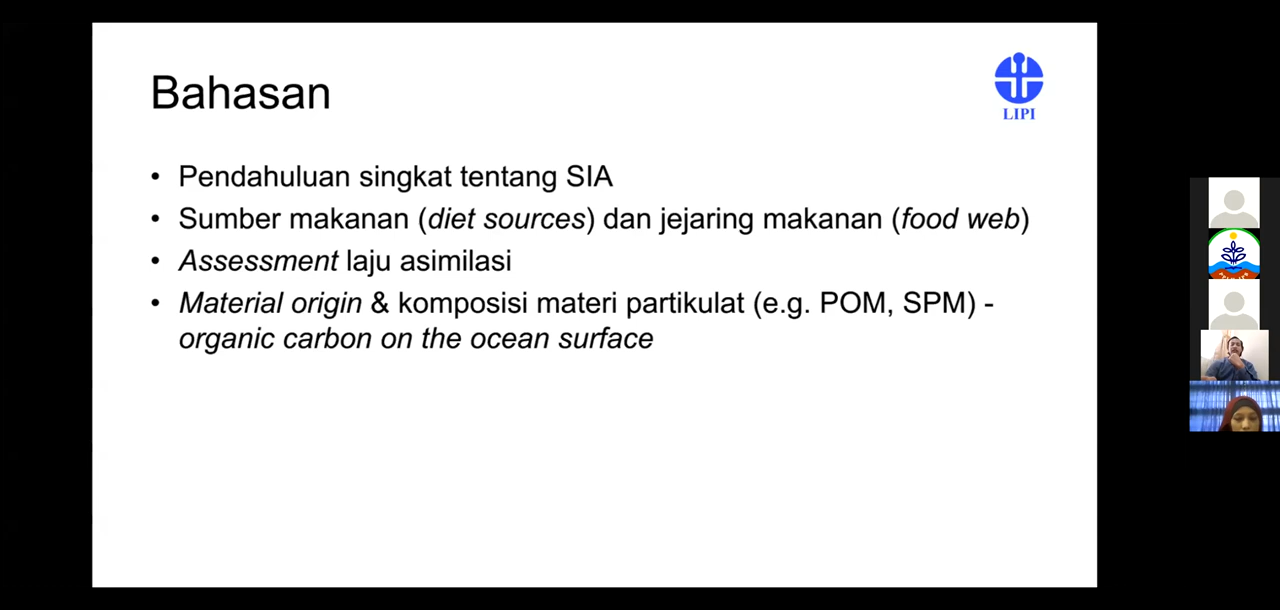 Bahasan
LIPI
• Pendahuluan singkat tentang SIA
• Sumber makanan (diet sources) dan jejaring makanan (food web)
• Assessment laju asimilasi
• Material origin & komposisi materi partikulat (e.g. POM, SPM) -
organic carbon on the ocean surface